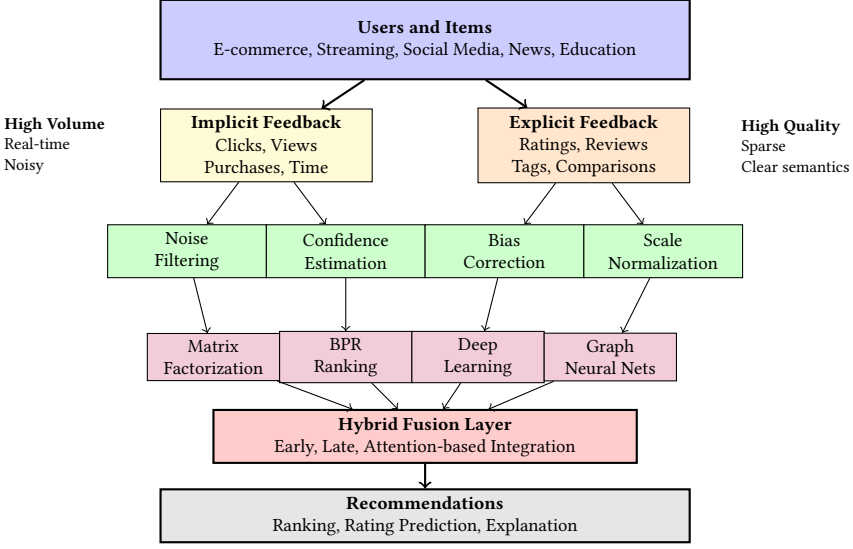 Users and Items
E-commerce, Streaming, Social Media, News, Education
High Volume
Real-time
Noisy
Implicit Feedback
Clicks, Views
Purchases, Time
Explicit Feedback
Ratings, Reviews
Tags, Comparisons
High Quality
Sparse
Clear semantics
Noise
Filtering
Confidence
Estimation
Bias
Correction
Scale
Normalization
Matrix
Factorization
BPR
Ranking
Deep
Learning
Graph
Neural Nets
Hybrid Fusion Layer
Early, Late, Attention-based Integration
Recommendations
Ranking, Rating Prediction, Explanation